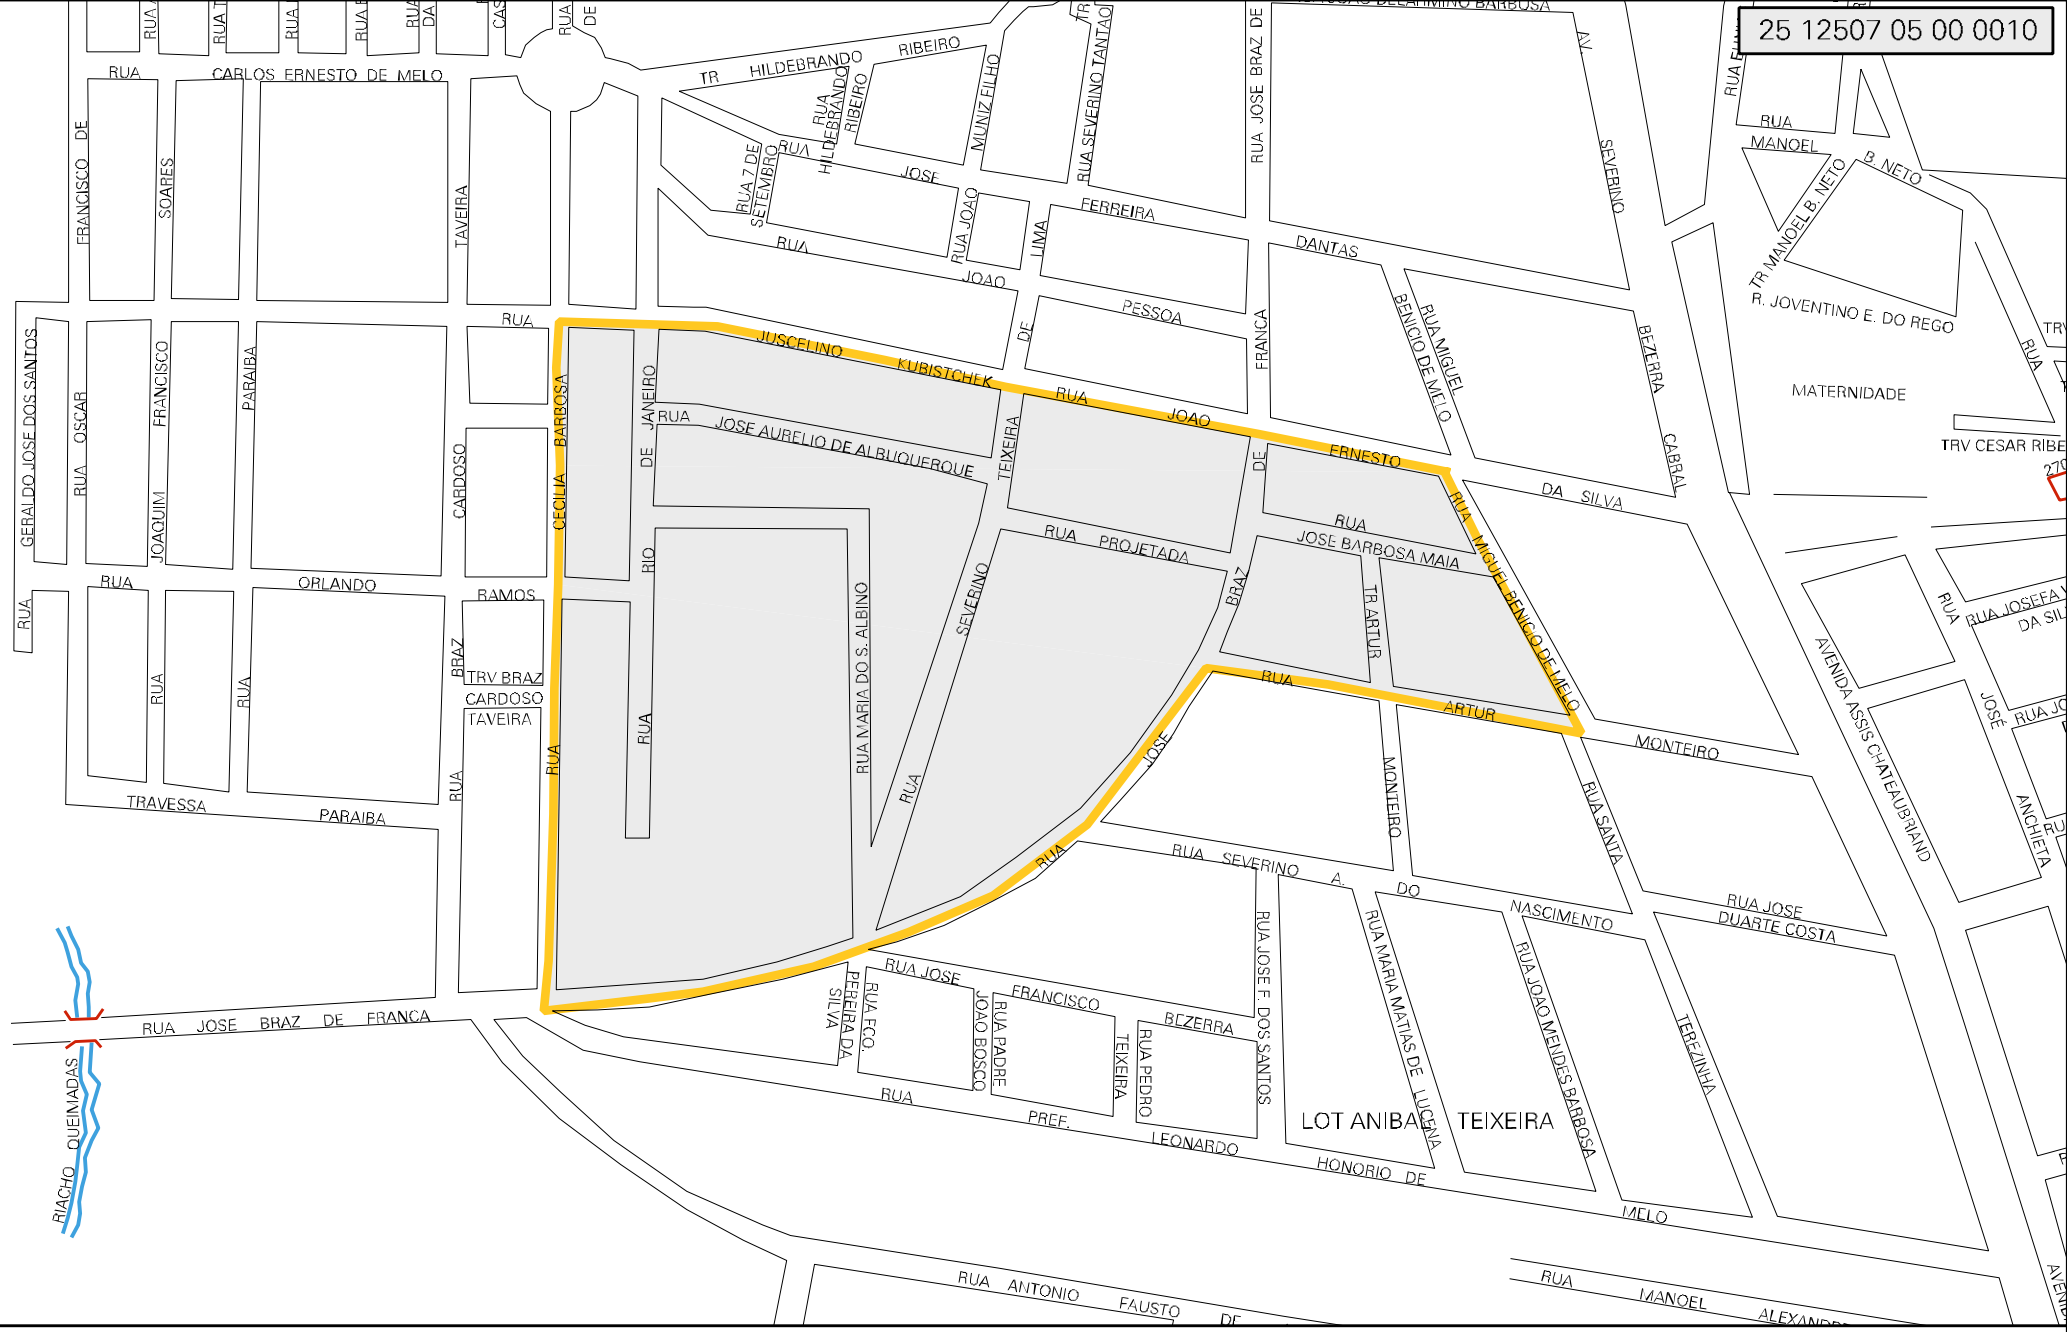 25 12507 05 00 0010
RUA
CARLOS ERNESTO DE MELO
TR HILDEBRANDO RIBEIRO
RUA
HILDEBRANDO
RIBEIRO
MUNIZ FILHO
RUA SEVERINO TANTAO
RUA JOSE BRAZ DE
AV.
SEVERINO
BEZERRA
CABRAL
RUA
MANOEL
B. NETO
TR MANOEL B. NETO
R. JOVENTINO E. DO REGO
MATERNIDADE
RUA
TRV CESAR RIBE
FRANCISCO DE
SOARES
TAVEIRA
RUA 7 DE
SETEMBRO
RUA JOSE FERREIRA DANTAS
RUA JOAO
LIMA
DE
RUA JOAO PESSOA
FRANCA
BENICIO DE MELO
RUA MIGUEL
GERALDO JOSE DOS SANTOS
RUA
RUA OSCAR
FRANCISCO
JOAQUIM
RUA
PARAIBA
RUA
CARDOSO
BRAZ
RUA
RUA JUSCELINO KUBISTCHEK
RUA JOAO ERNESTO DA SILVA
CECILIA BARBOSA
RUA
DE JANEIRO
RIO
RUA
RUA JOSE AURELIO DE ALBUQUERQUE
TEIXEIRA
SEVERINO
RUA
DE
BRAZ
JOSE
RUA
RUA PROJETADA
RUA
JOSE BARBOSA MAIA
TR ARTUR
MONTEIRO
RUA MIGUEL BENICIO DE MELO
RUA MARIA DO S. ALBINO
RUA ORLANDO RAMOS
TRV BRAZ
CARDOSO
TAVEIRA
RUA ARTUR MONTEIRO
TRAVESSA PARAIBA
RUA SANTA
TEREZINHA
AVENIDA ASSIS CHATEAUBRIAND
RUA
JOSE
ANCHIETA
RUA JOSEFA
DA SIL
RUA JO
RUA SEVERINO A. DO NASCIMENTO
RUA JOSE
DUARTE COSTA
RUA JOSE F. DOS SANTOS
RUA MARIA MATIAS DE LUCENA
RUA JOAO MENDES BARBOSA
RUA JOSE FRANCISCO BEZERRA
PEREIRA DA
SILVA
RUA FCO.
JOAO BOSCO
RUA PADRE
TEIXEIRA
RUA PEDRO
RUA JOSE BRAZ DE FRANCA
RIACHO QUEIMADAS
LOT ANIBAL TEIXEIRA
RUA PREF. LEONARDO HONORIO DE MELO
RUA ANTONIO FAUSTO DE
RUA MANOEL